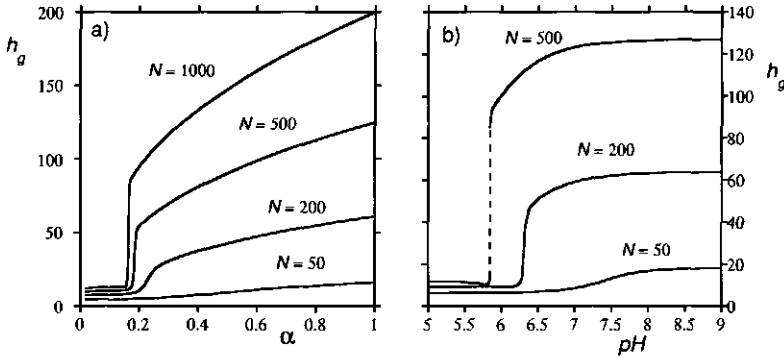 a)
h_g
200
150
100
50
0
N = 1000
N = 500
N = 200
N = 50
0 0.2 0.4 0.6 0.8 1
α
b)
h_g
140
120
100
80
60
40
20
0
N = 500
N = 200
N = 50
5 5.5 6 6.5 7 7.5 8 8.5 9
pH